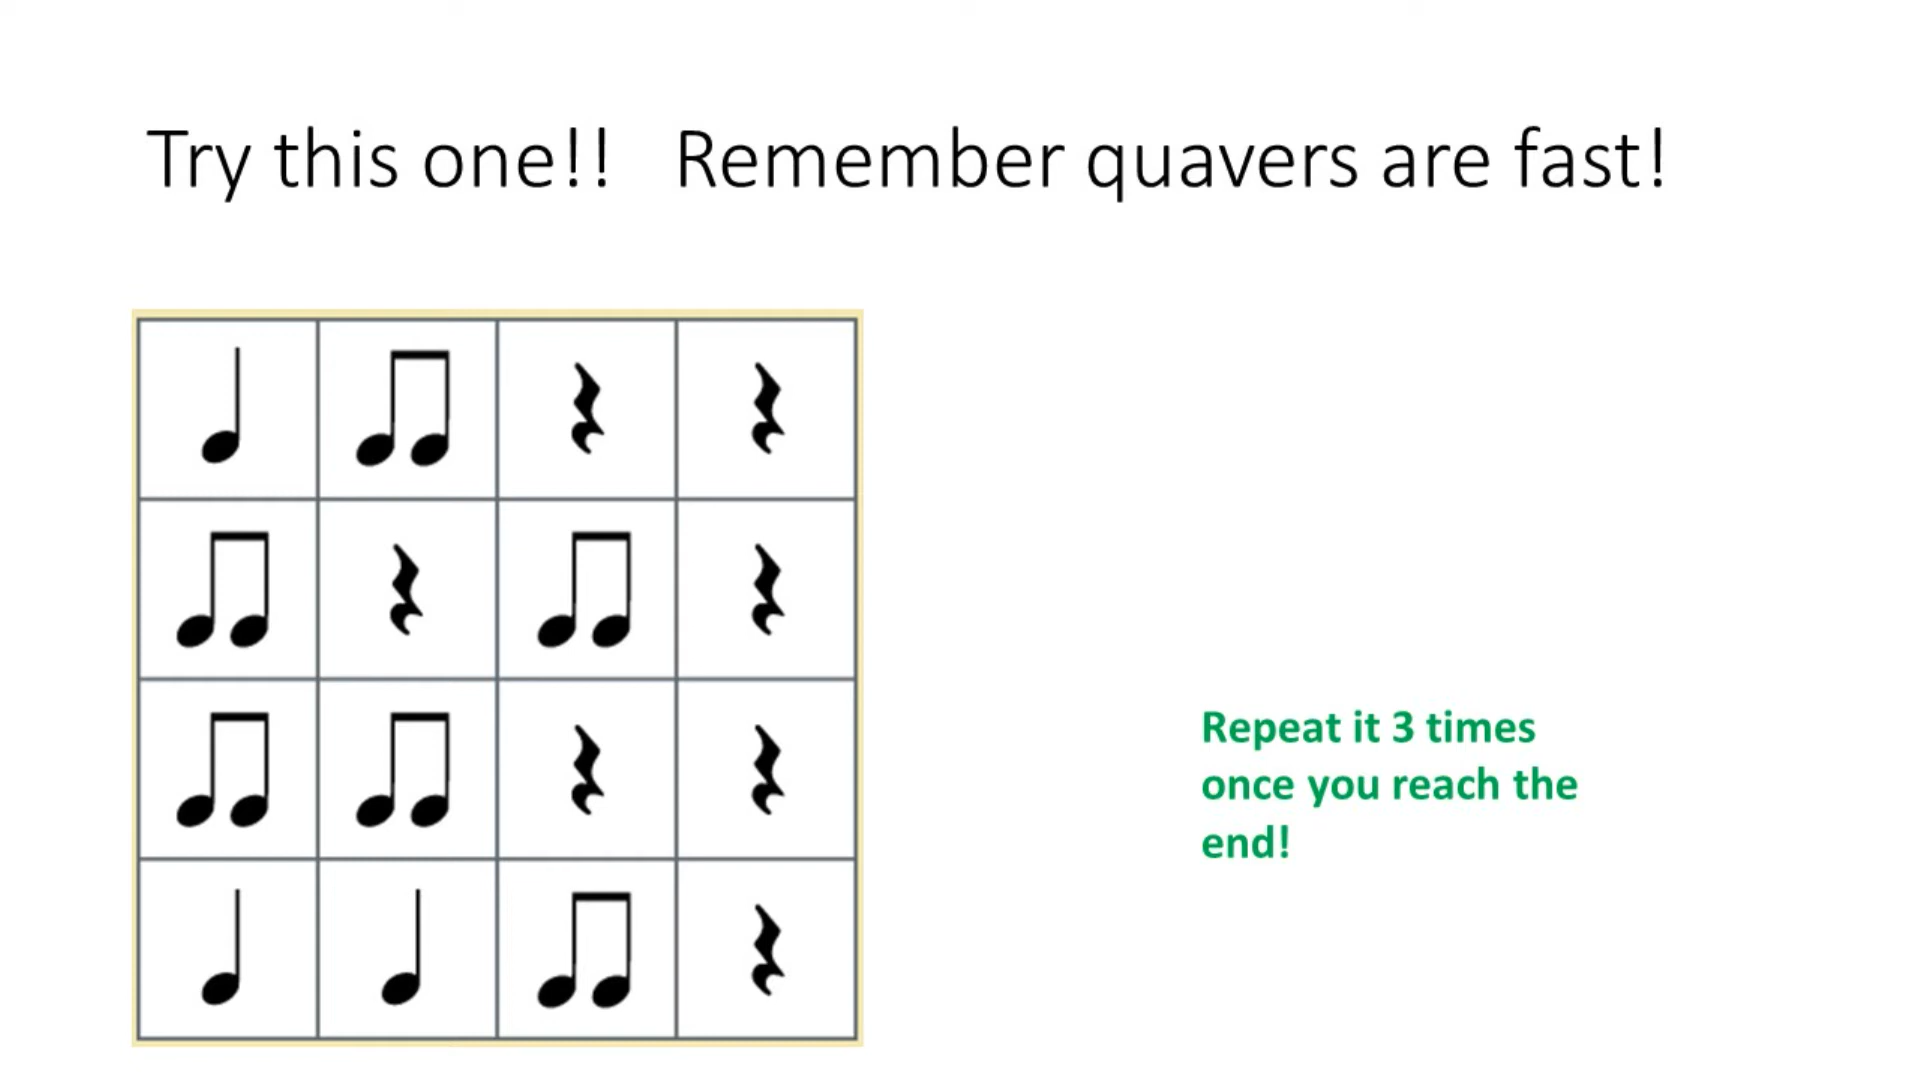 Try this one!! Remember quavers are fast!
Repeat it 3 times
once you reach the
end!